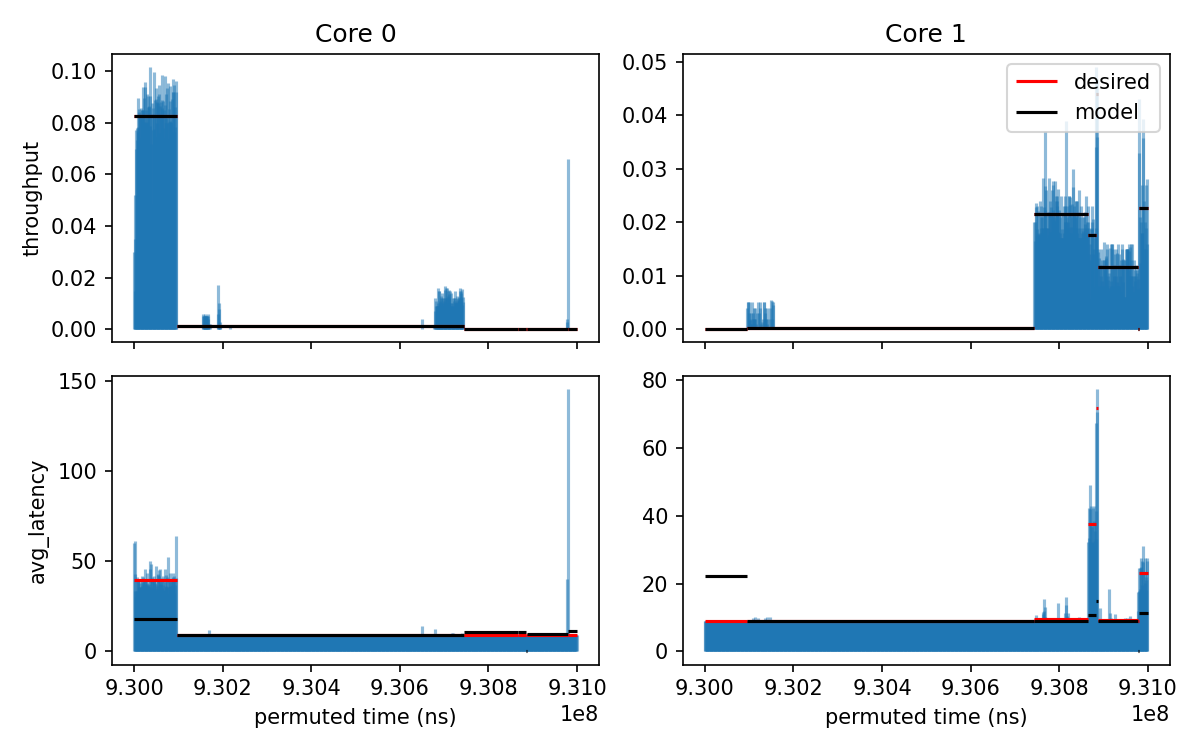 Core 0
Core 1
throughput
0.10
0.08
0.06
0.04
0.02
0.00
0.05
0.04
0.03
0.02
0.01
0.00
desired
model
avg_latency
150
100
50
0
80
60
40
20
0
9.300 9.302 9.304 9.306 9.308 9.310
1e8
permuted time (ns)
9.300 9.302 9.304 9.306 9.308 9.310
1e8
permuted time (ns)